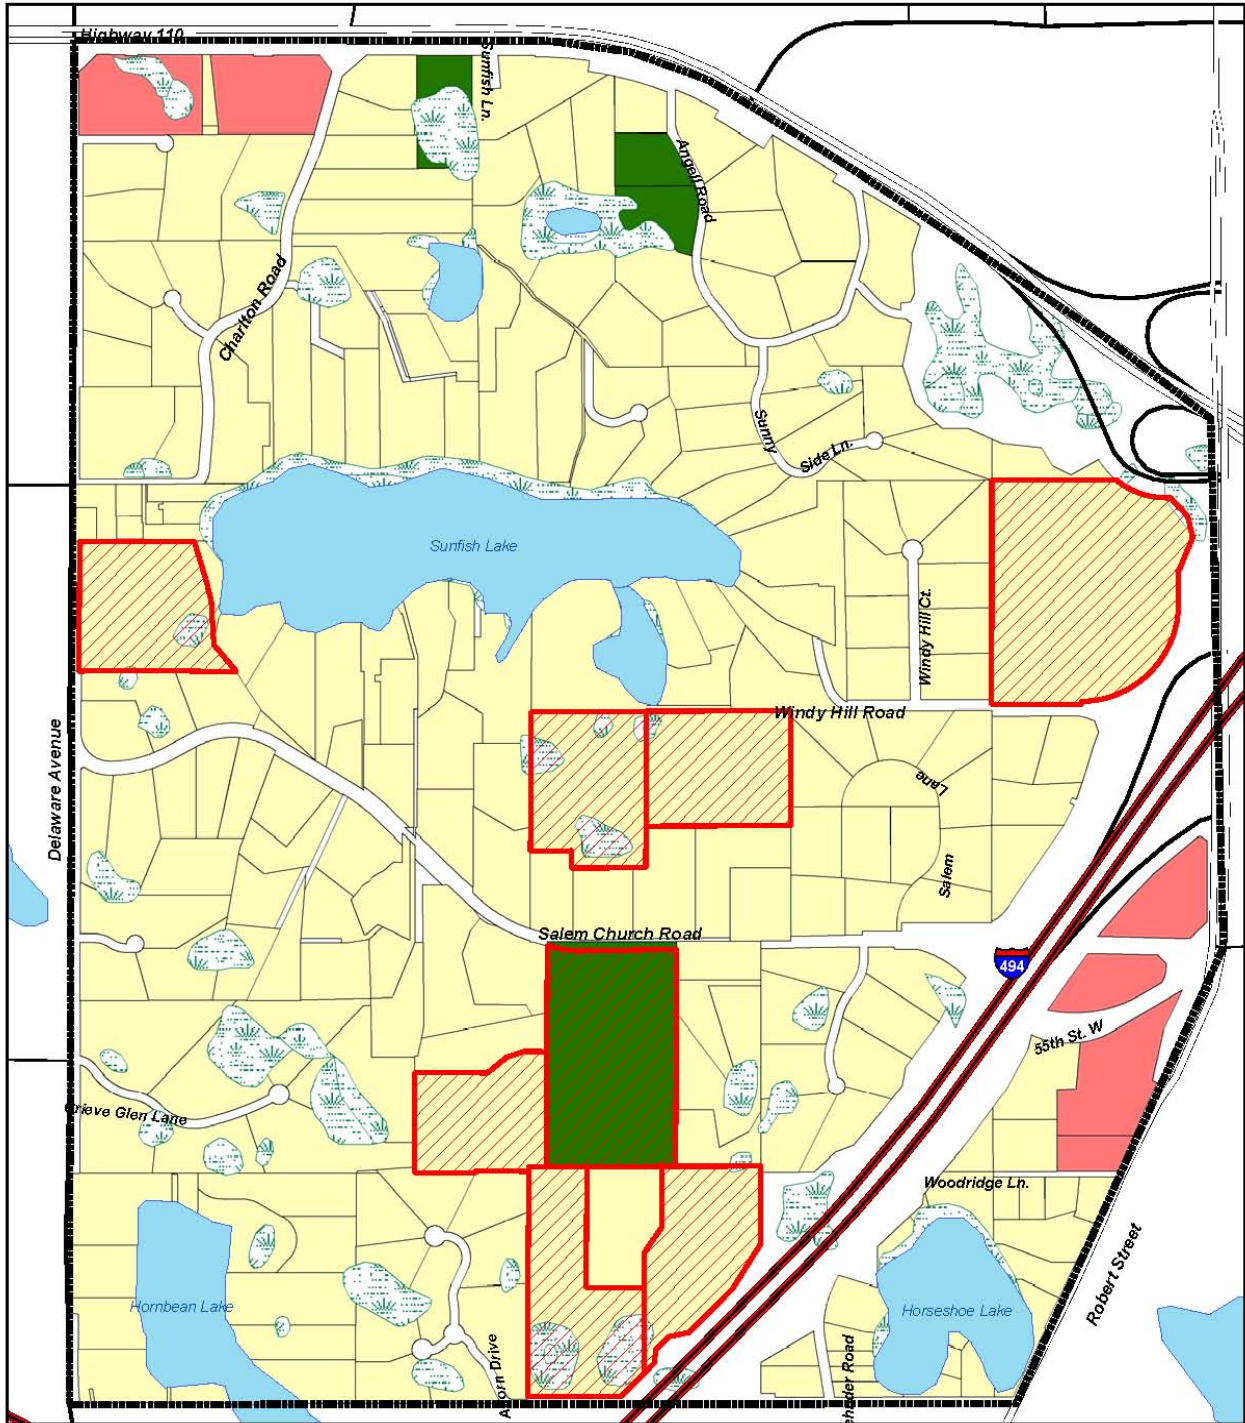 Highway 110
Sunfish Ln.
Angell Road
Charlton Road
Sunny
Side Ln.
Sunfish Lake
Windy Hill Ct.
Windy Hill Road
Delaware Avenue
Lane
Salem
Salem Church Road
494
55th St. W
Glen Lane
Woodridge Ln.
Robert Street
Hornbean Lake
Horseshoe Lake
Drive
Road